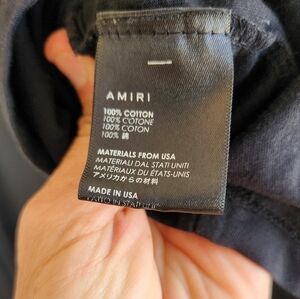 AMIRI
100% COTTON
100% COTONE
100% COTON
100% 綿
MATERIALS FROM USA
MATERIALI DAL STATI UNITI
MATÉRIAUX DU ÉTATS-UNIS
アメリカからの材料
MADE IN USA